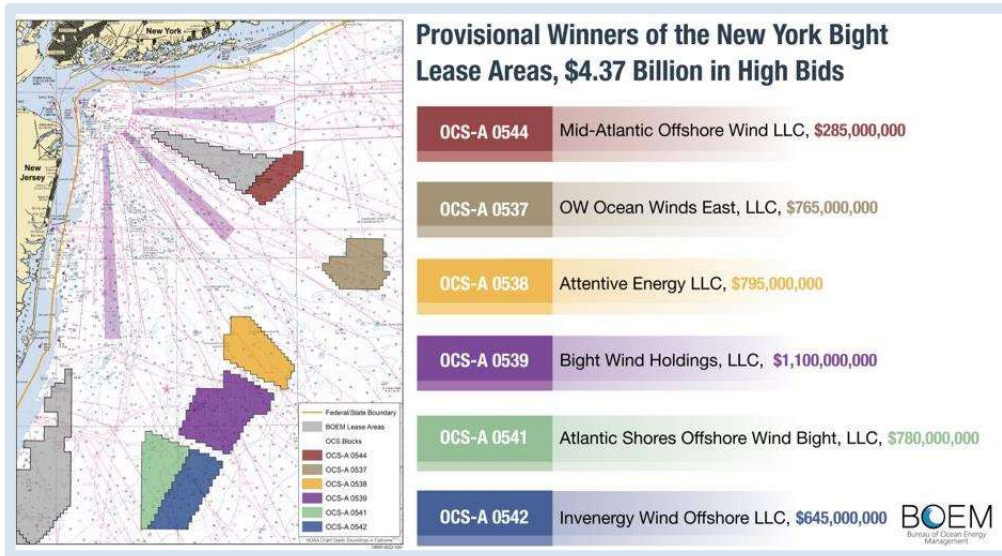 New York
New
Jersey
Federal/State Boundary
BOEM Lease Areas
OCS Blocks
OCS-A 0544
OCS-A 0537
OCS-A 0538
OCS-A 0539
OCS-A 0541
OCS-A 0542
Provisional Winners of the New York Bight
Lease Areas, $4.37 Billion in High Bids
OCS-A 0544
Mid-Atlantic Offshore Wind LLC, $285,000,000
OCS-A 0537
OW Ocean Winds East, LLC, $765,000,000
OCS-A 0538
Attentive Energy LLC, $795,000,000
OCS-A 0539
Bight Wind Holdings, LLC, $1,100,000,000
OCS-A 0541
Atlantic Shores Offshore Wind Bight, LLC, $780,000,000
OCS-A 0542
Invenergy Wind Offshore LLC, $645,000,000
BOEM
Bureau of Ocean Energy
Management